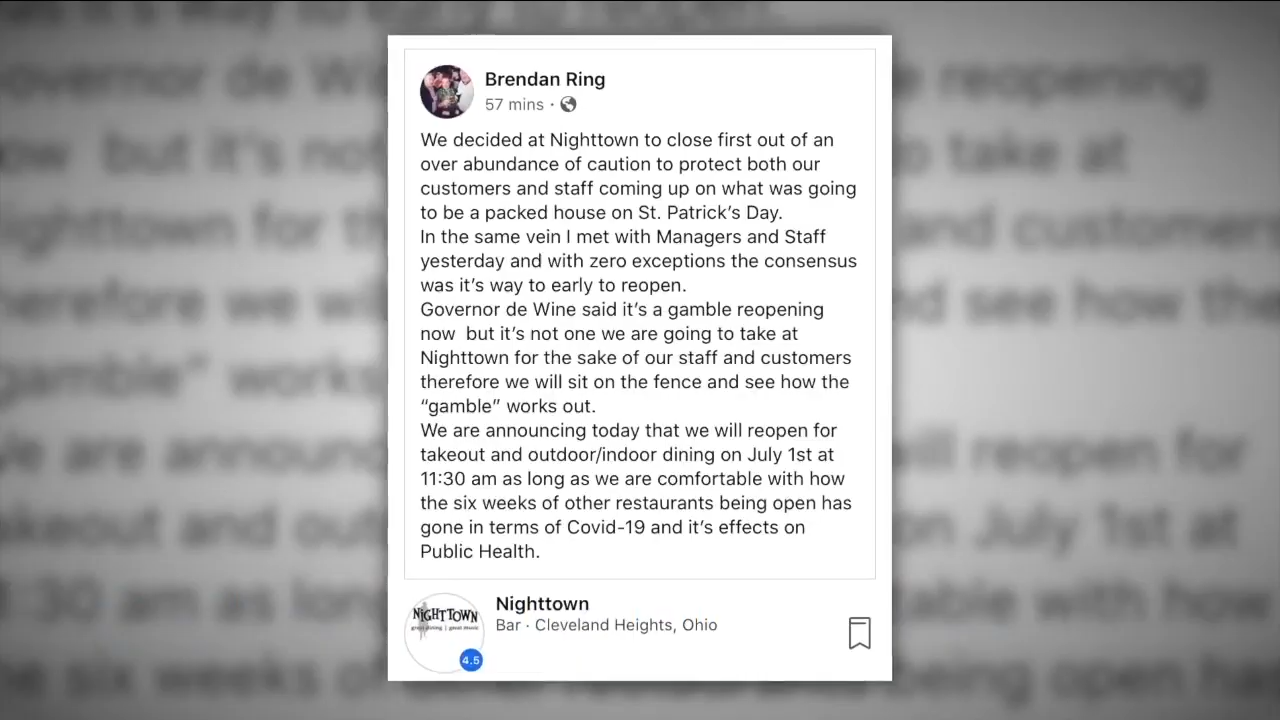 Brendan Ring
57 mins ·
We decided at Nighttown to close first out of an
over abundance of caution to protect both our
customers and staff coming up on what was going
to be a packed house on St. Patrick's Day.
In the same vein I met with Managers and Staff
yesterday and with zero exceptions the consensus
was it's way to early to reopen.
Governor de Wine said it's a gamble reopening
now  but it's not one we are going to take at
Nighttown for the sake of our staff and customers
therefore we will sit on the fence and see how the
“gamble” works out.
We are announcing today that we will reopen for
takeout and outdoor/indoor dining on July 1st at
11:30 am as long as we are comfortable with how
the six weeks of other restaurants being open has
gone in terms of Covid-19 and it's effects on
Public Health.
NIGHTTOWN
great dining | great music
4.5
Nighttown
Bar · Cleveland Heights, Ohio